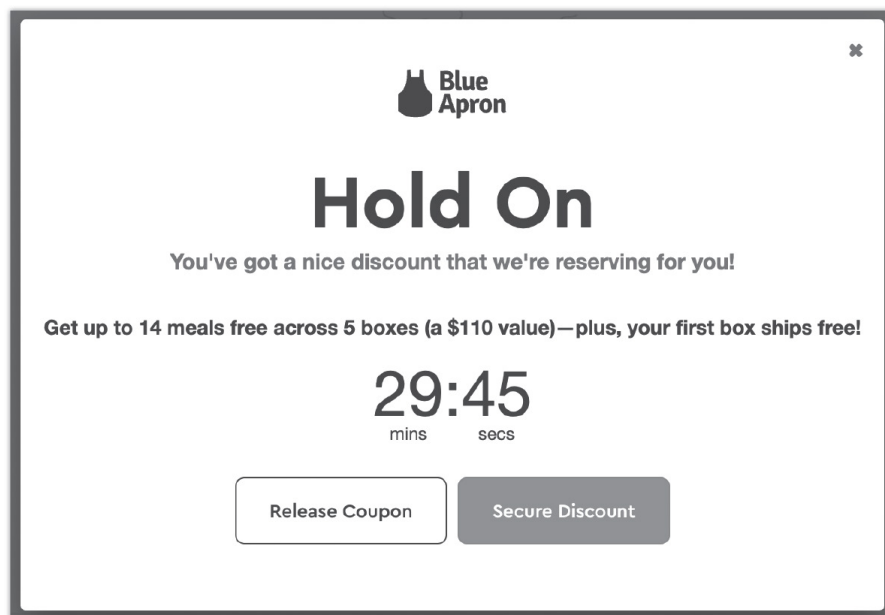 Blue
Apron
Hold On
You've got a nice discount that we're reserving for you!
Get up to 14 meals free across 5 boxes (a $110 value)—plus, your first box ships free!
29:45
mins secs
Release Coupon Secure Discount